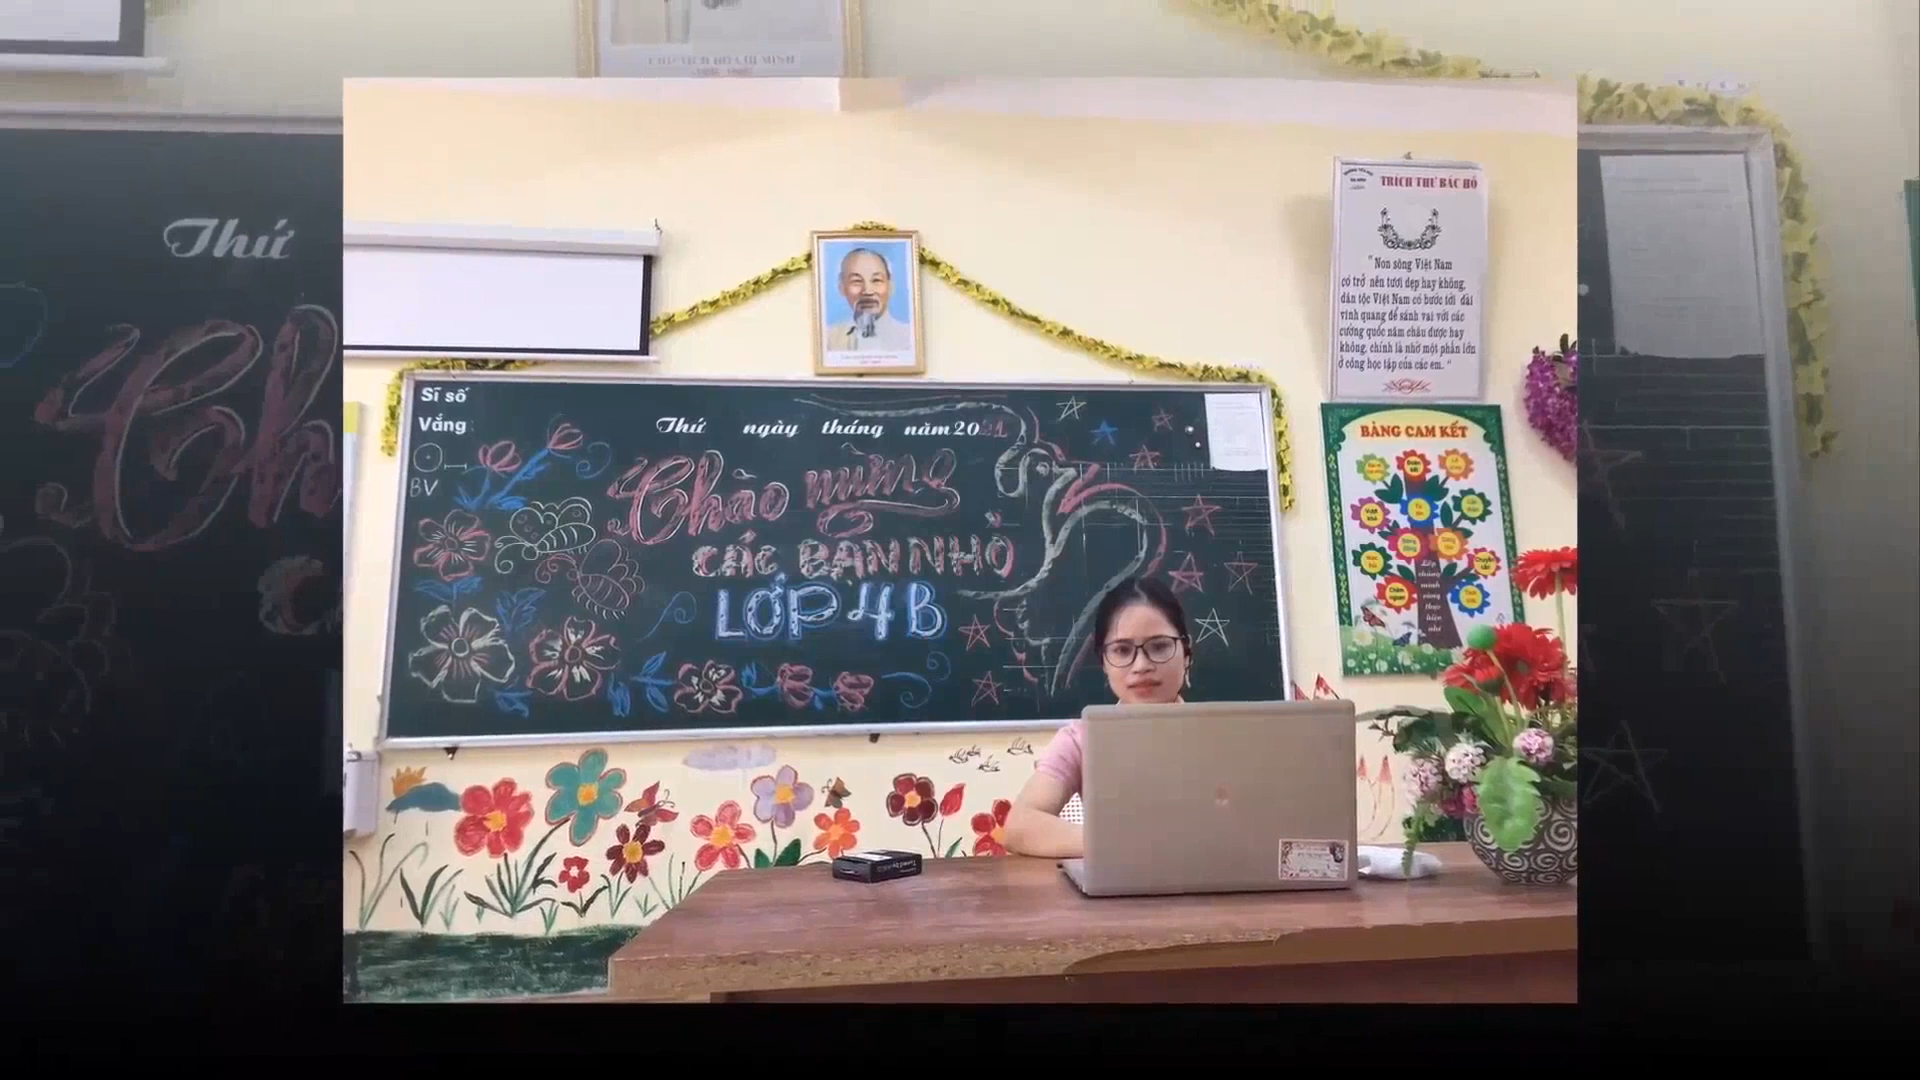 Thứ
TRÍCH THƯ BÁC HỒ
" Non sông Việt Nam
có trở nên tươi đẹp hay không,
dân tộc Việt Nam có bước tới đài
vinh quang để sánh vai với các
cường quốc năm châu được hay
không, chính là nhờ một phần lớn
ở công học tập của các em. "
Sĩ số
Vắng
BV
Thứ ngày tháng năm 2021
Chào mừng
CÁC BẠN NHỎ
LỚP 4B
BẢNG CAM KẾT